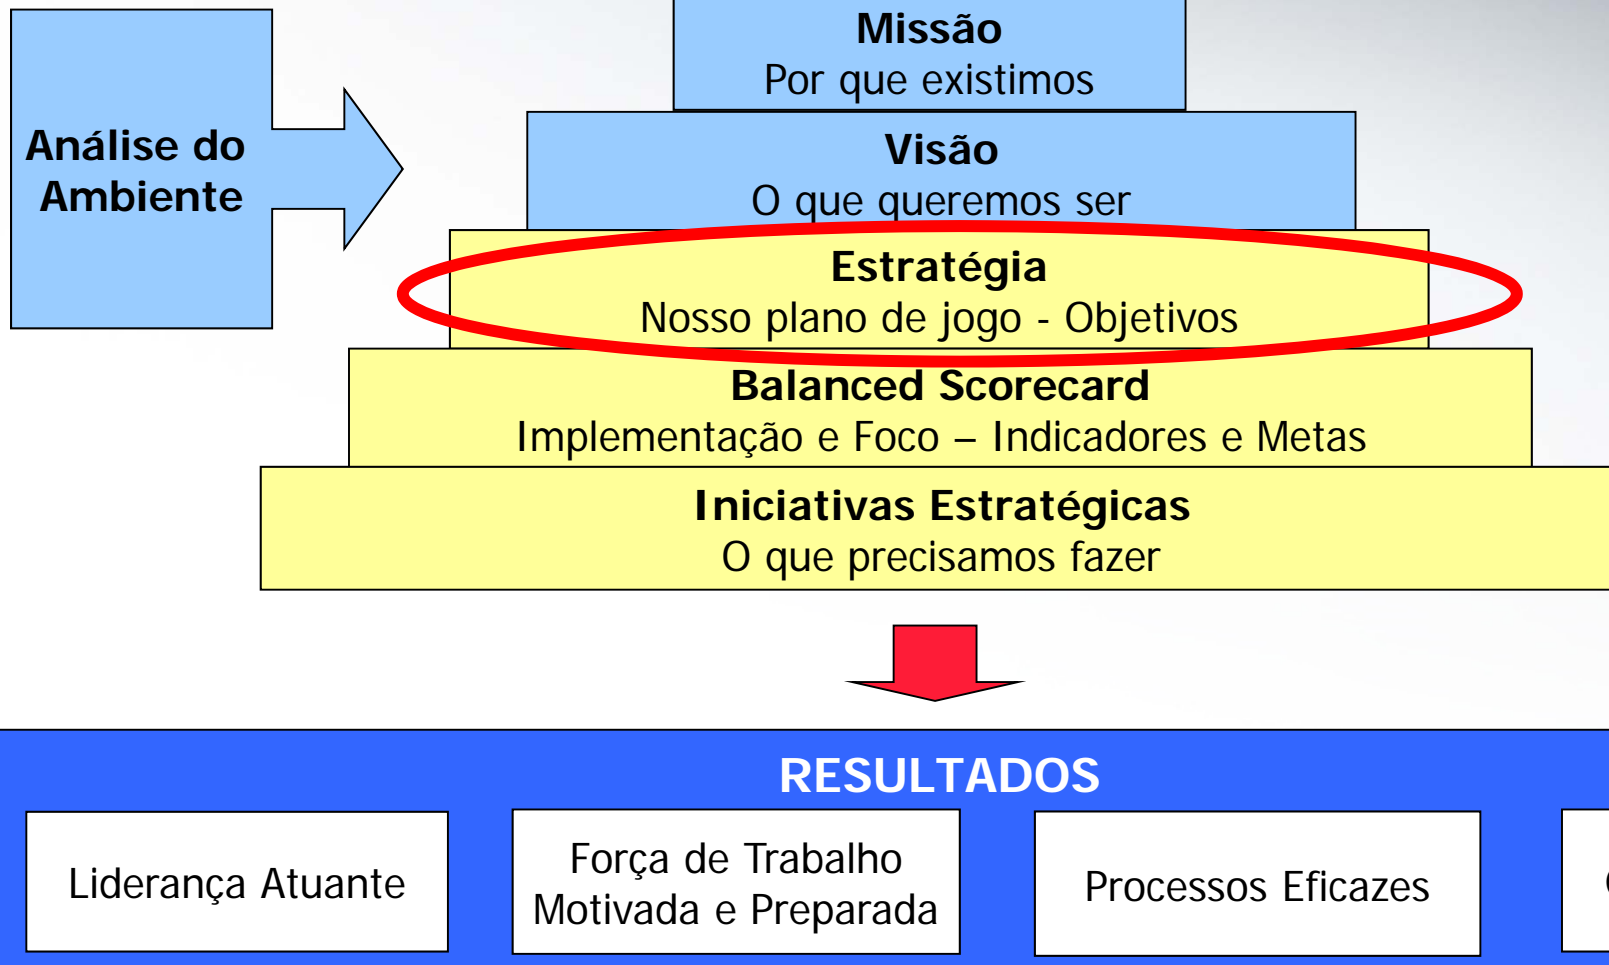 Missão
Por que existimos
Análise do
Ambiente
Visão
O que queremos ser
Estratégia
Nosso plano de jogo - Objetivos
Balanced Scorecard
Implementação e Foco – Indicadores e Metas
Iniciativas Estratégicas
O que precisamos fazer
RESULTADOS
Liderança Atuante
Força de Trabalho
Motivada e Preparada
Processos Eficazes